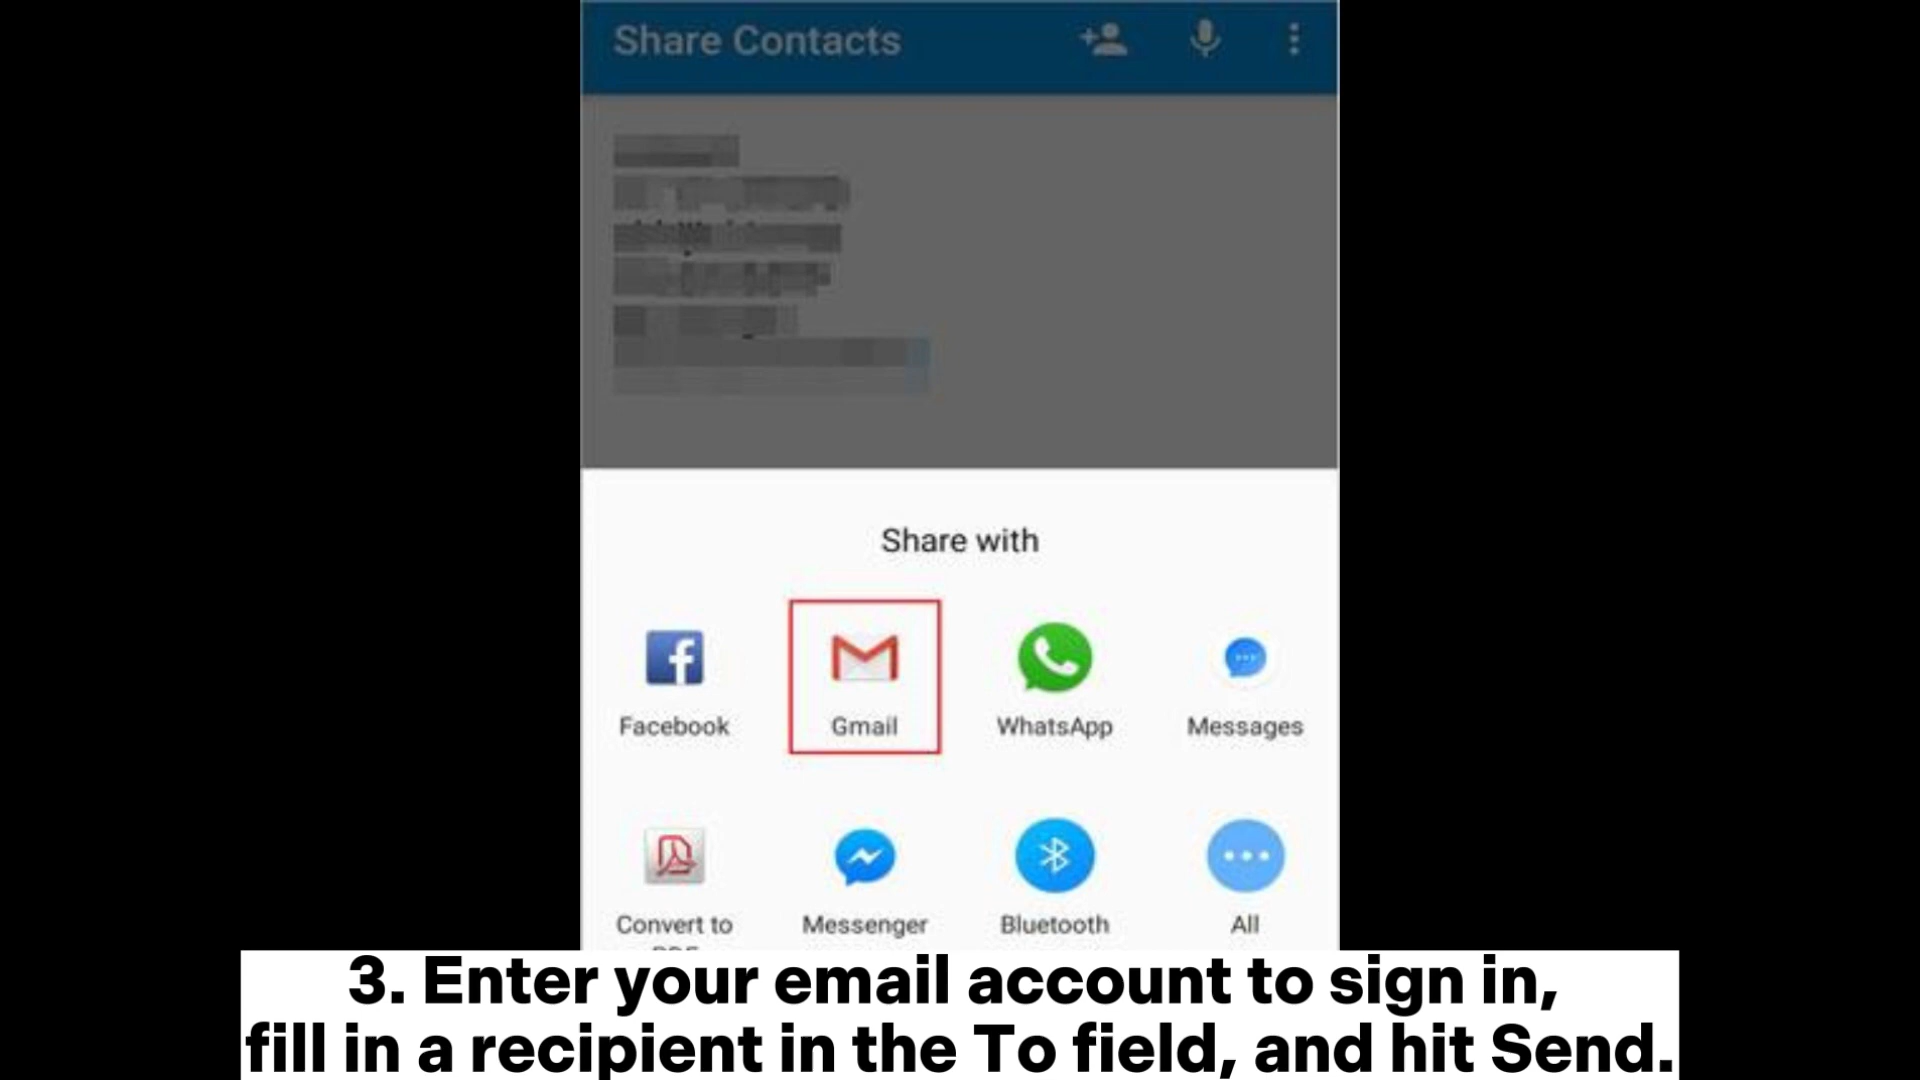 Share Contacts
Share with
Facebook
Gmail
WhatsApp
Messages
Convert to
Messenger
Bluetooth
All
3. Enter your email account to sign in,
fill in a recipient in the To field, and hit Send.